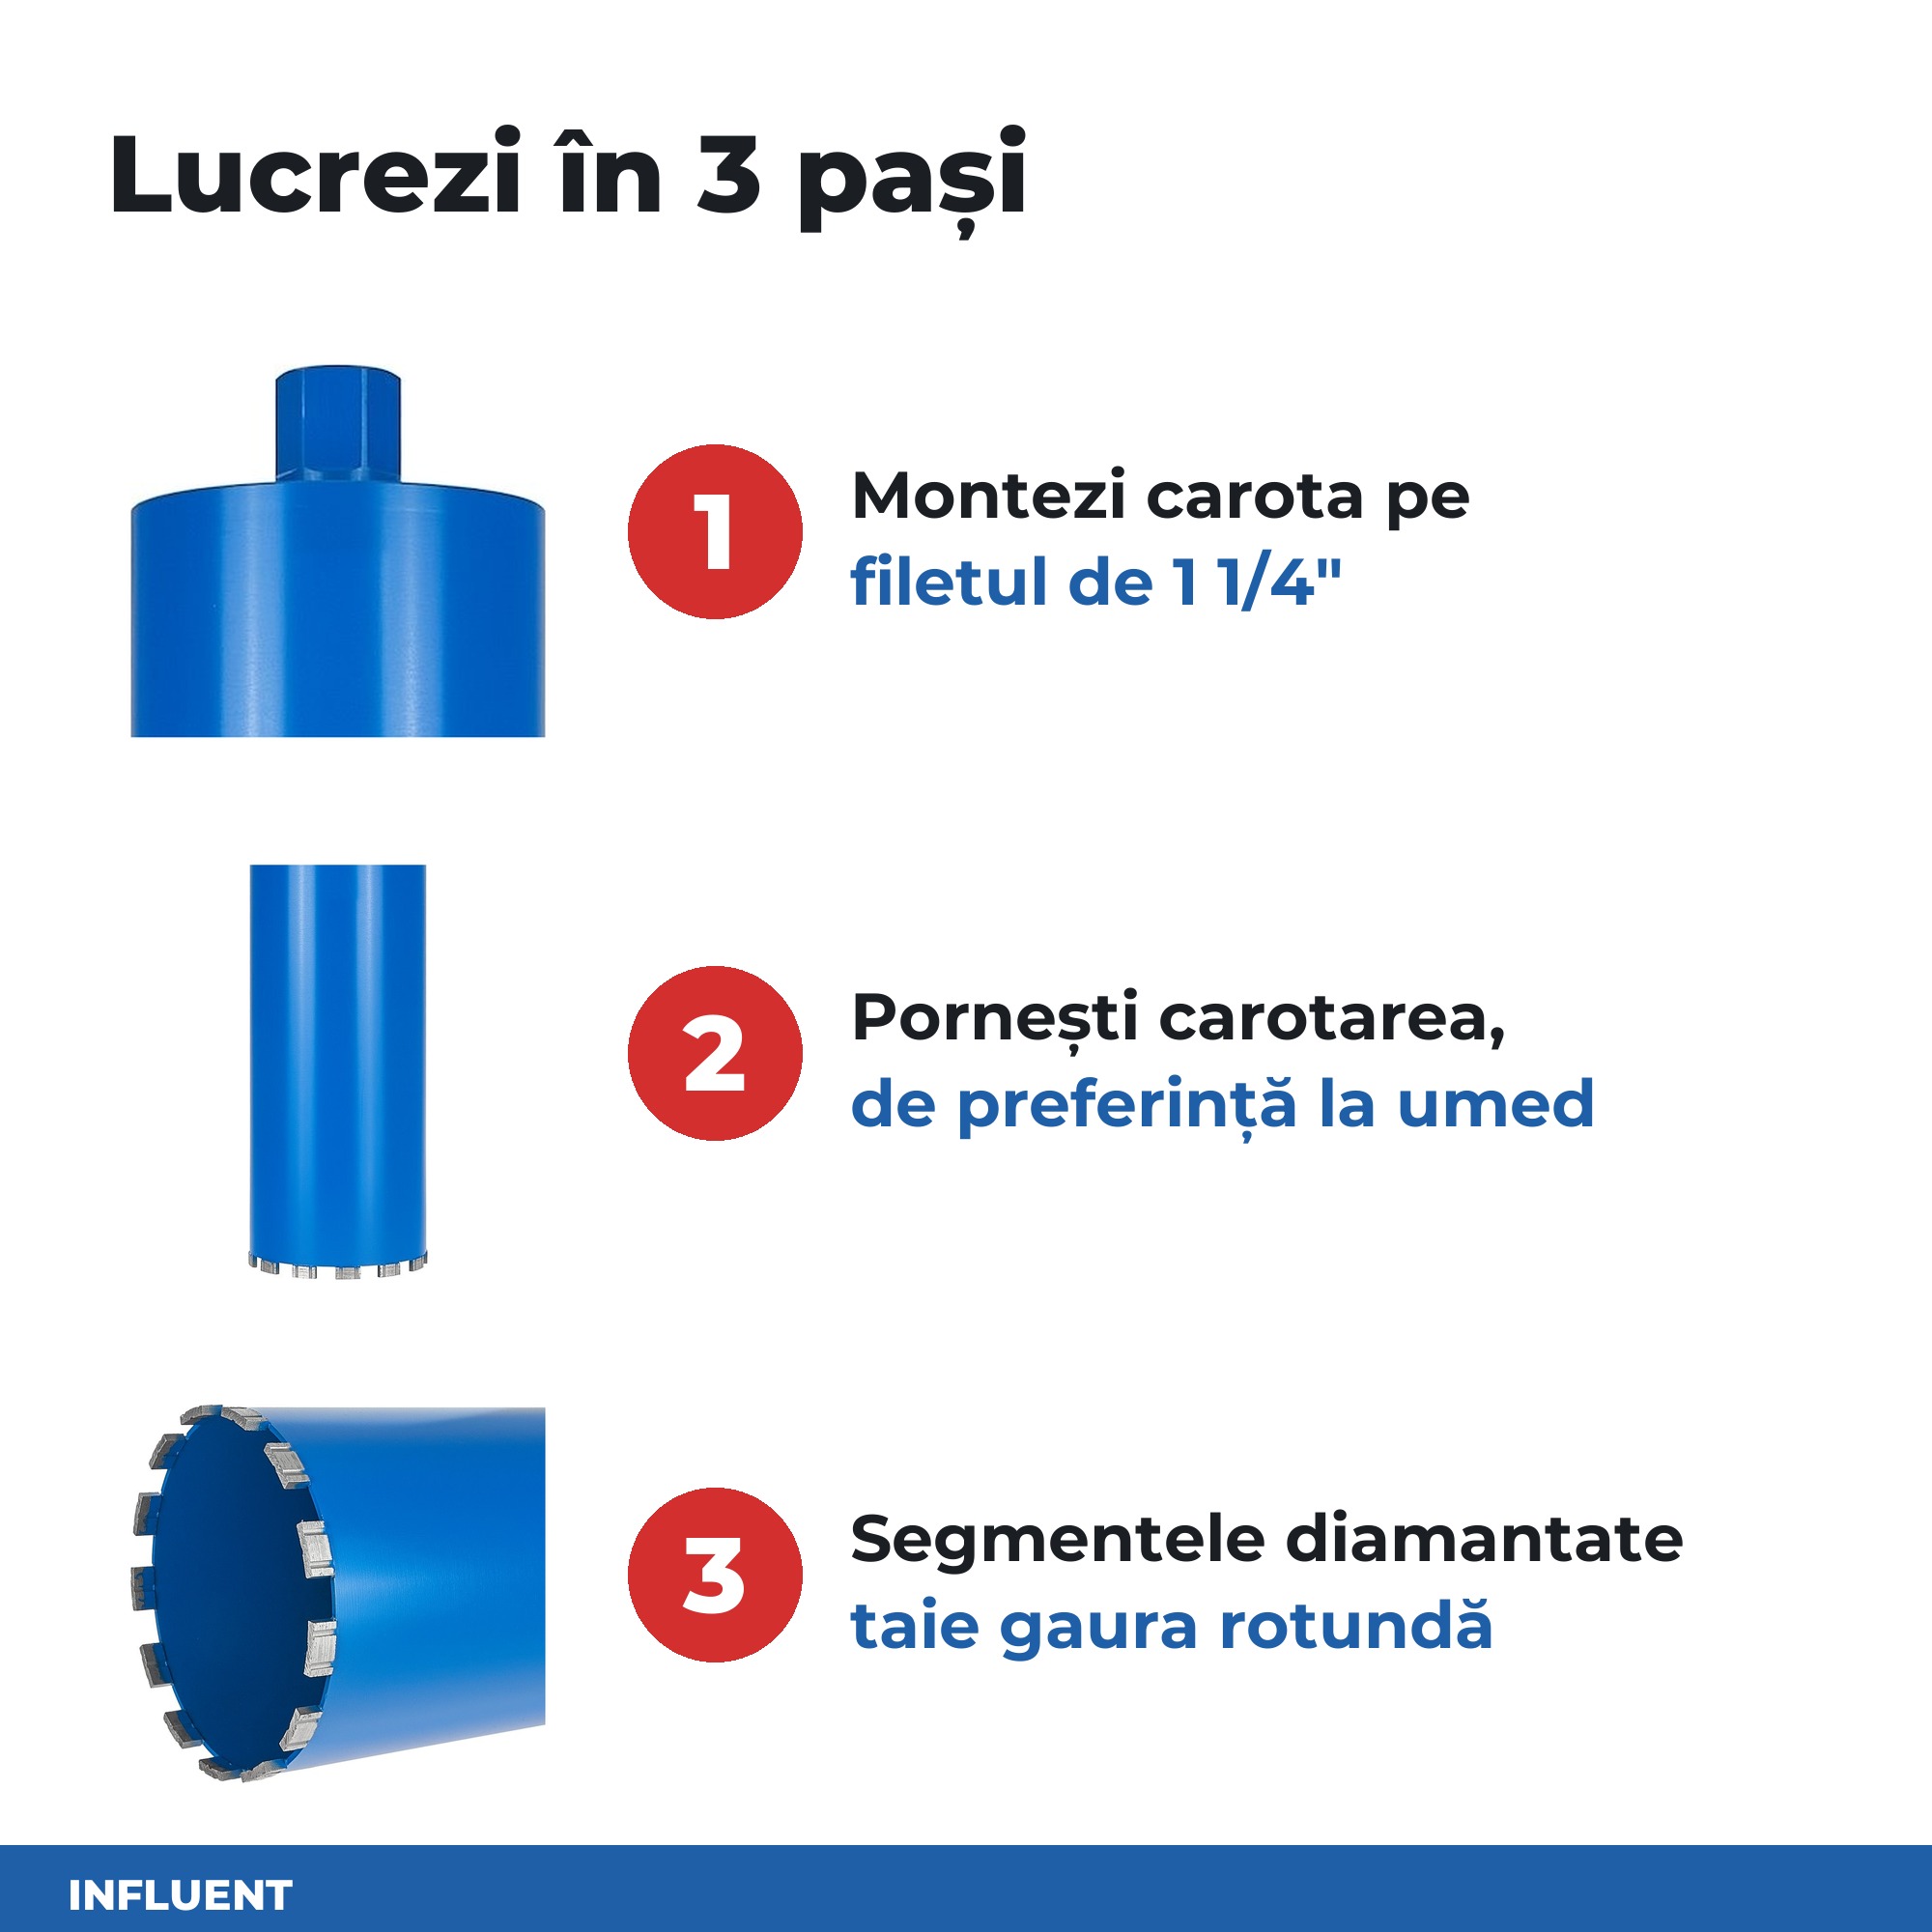 Lucrezi în 3 pași
1
Montezi carota pe
filetul de 1 1/4"
2
Pornești carotarea,
de preferință la umed
3
Segmentele diamantate
taie gaura rotundă
INFLUENT